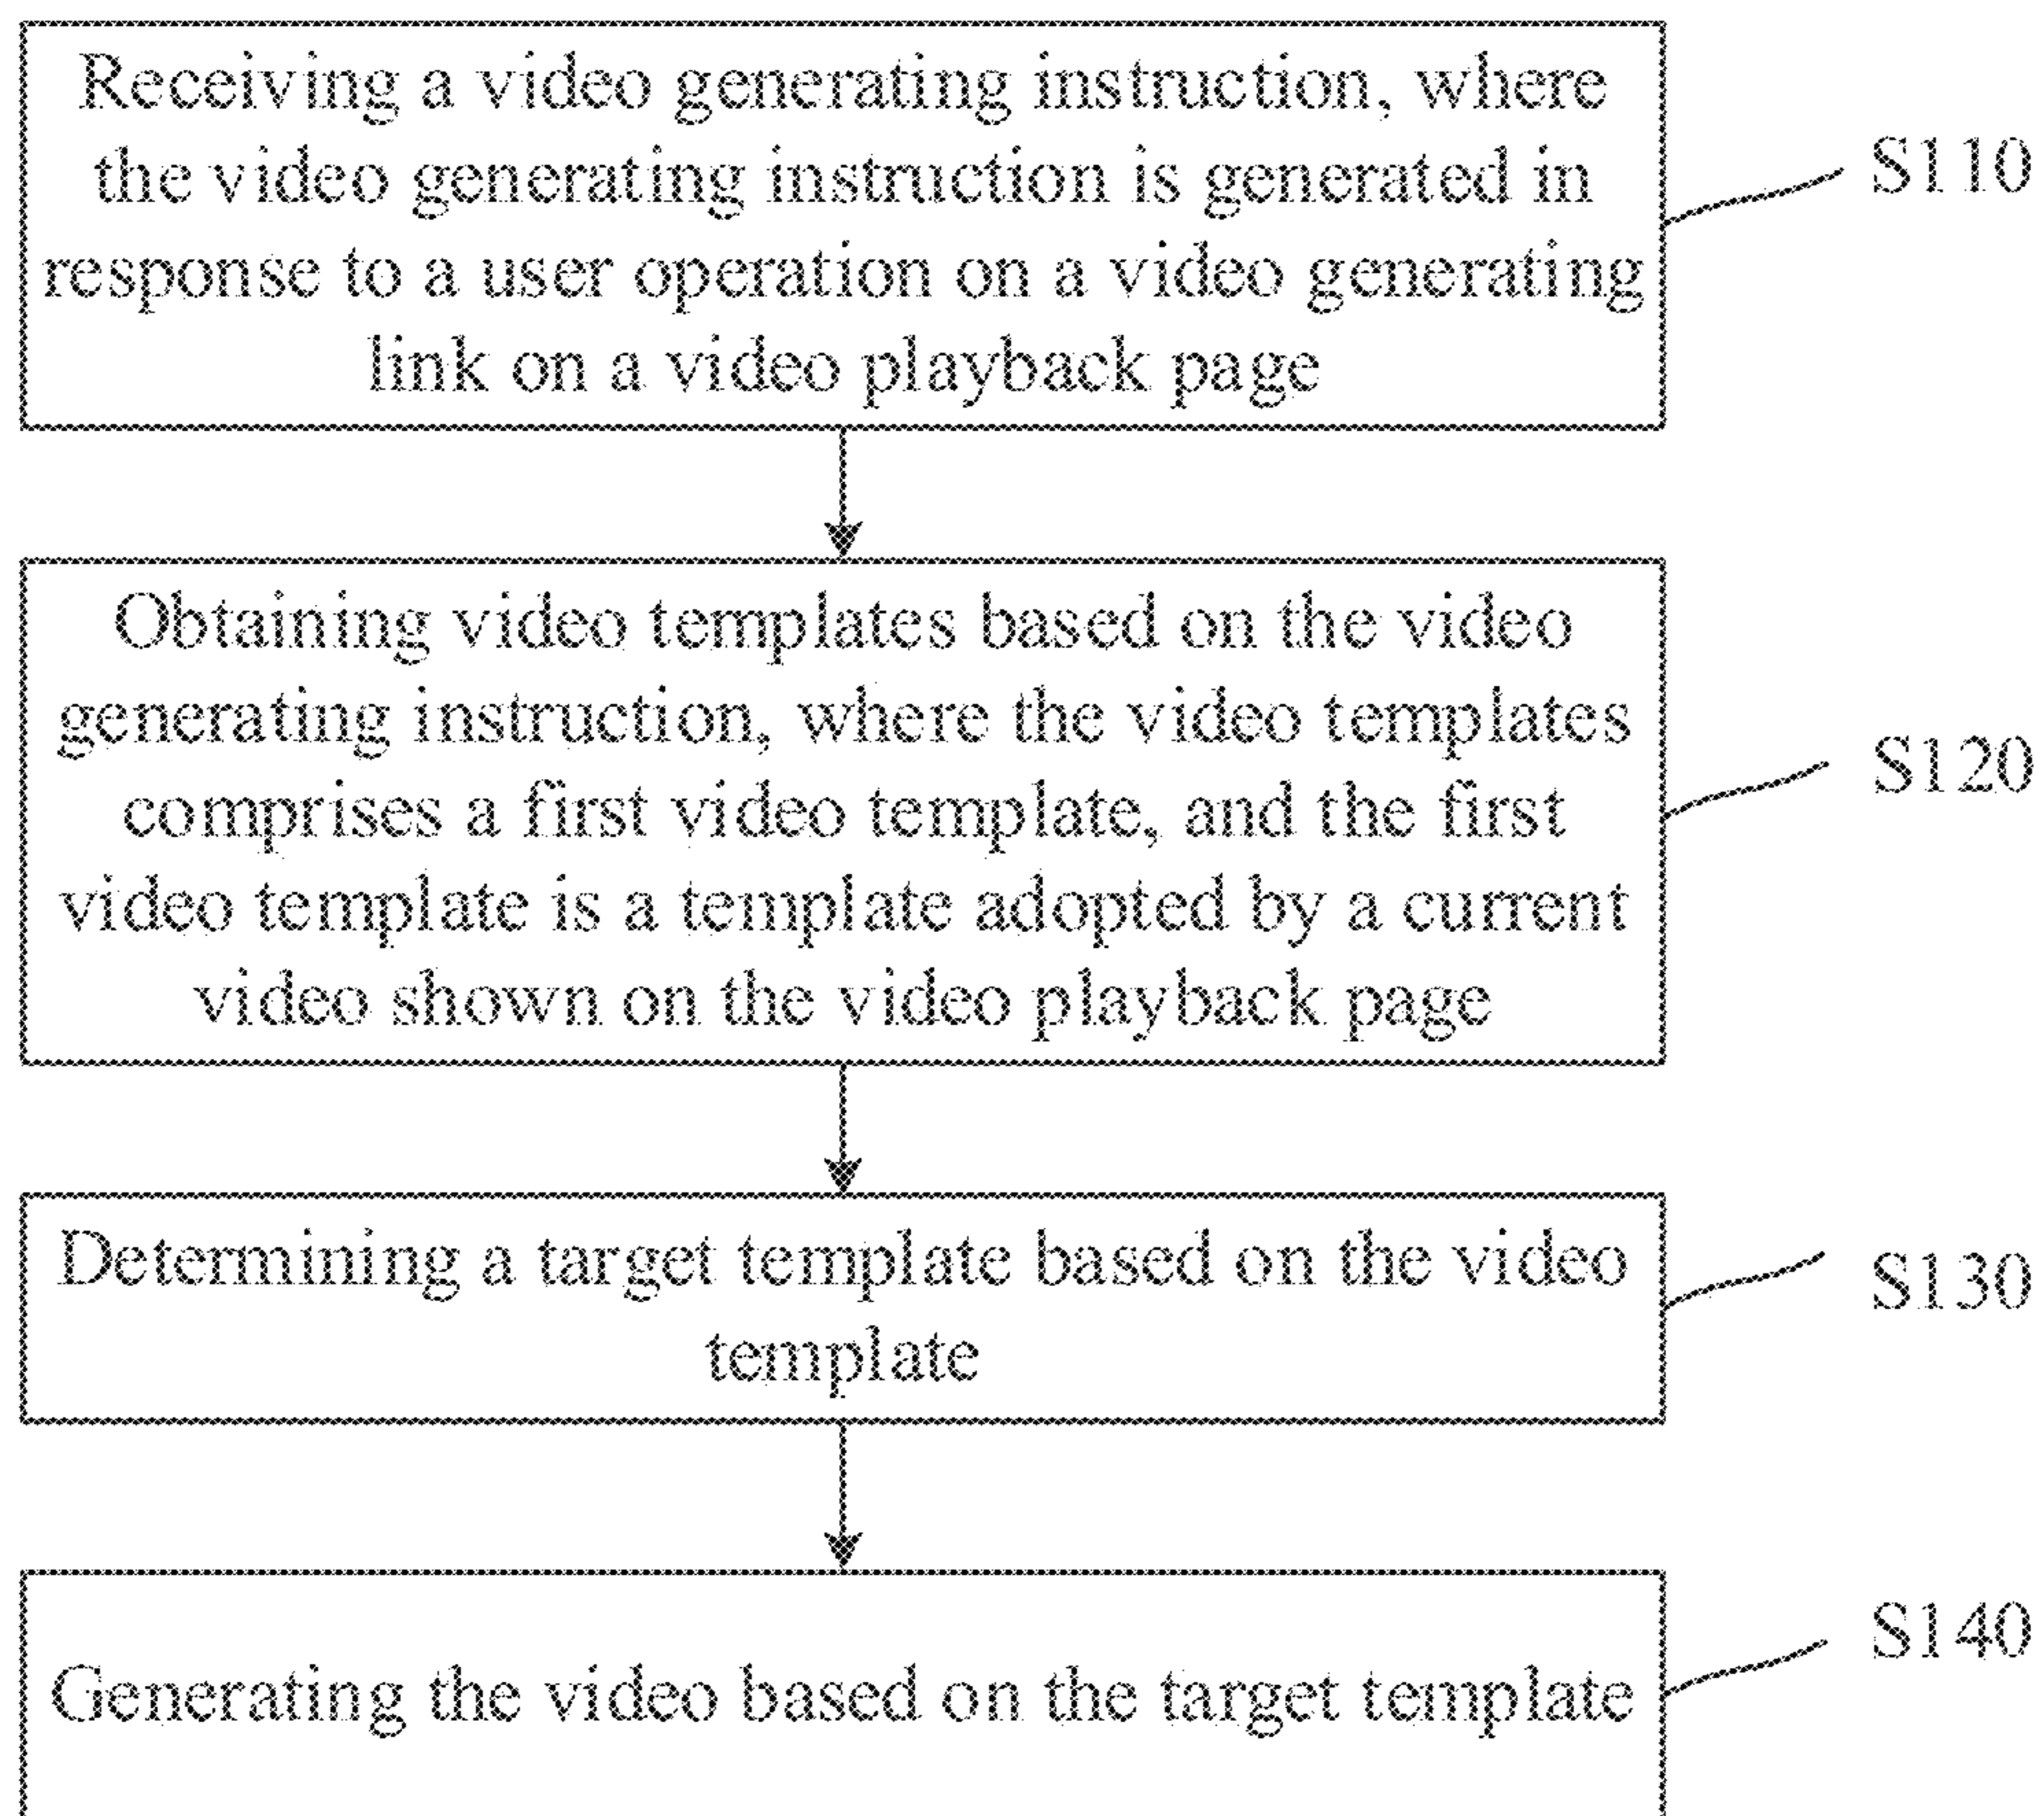 Receiving a video generating instruction, where
the video generating instruction is generated in
response to a user operation on a video generating
link on a video playback page
S110
Obtaining video templates based on the video
generating instruction, where the video templates
comprises a first video template, and the first
video template is a template adopted by a current
video shown on the video playback page
S120
Determining a target template based on the video
template
S130
Generating the video based on the target template
S140